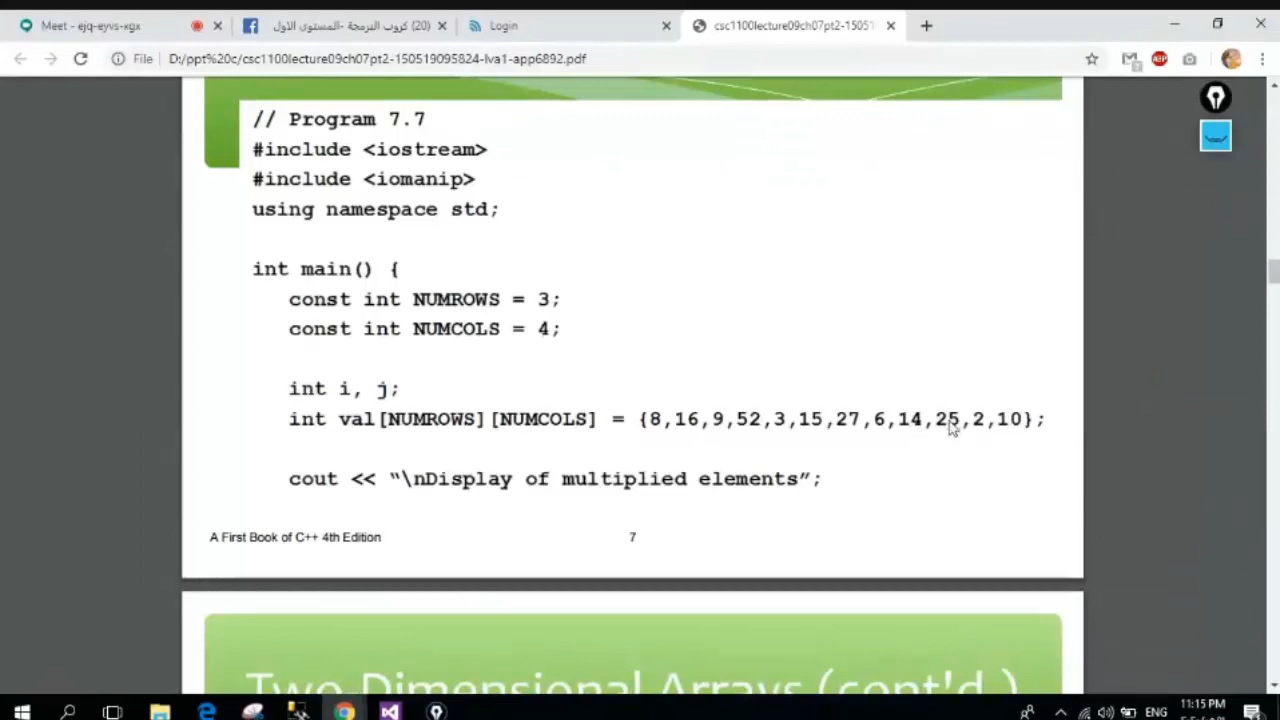 Meet - ejq-eyvs-xgx
(20) كروب البرمجة -المستوى الاول
Login
csc1100lecture09ch07pt2-15051
File D:/ppt%20c/csc1100lecture09ch07pt2-150519095824-lva1-app6892.pdf
ABP
// Program 7.7
#include <iostream>
#include <iomanip>
using namespace std;
int main() {
const int NUMROWS = 3;
const int NUMCOLS = 4;
int i, j;
int val[NUMROWS][NUMCOLS] = {8,16,9,52,3,15,27,6,14,25,2,10};
cout << “\nDisplay of multiplied elements”;
A First Book of C++ 4th Edition
7
Two-Dimensional Arrays (cont'd.)
ENG
11:15 PM